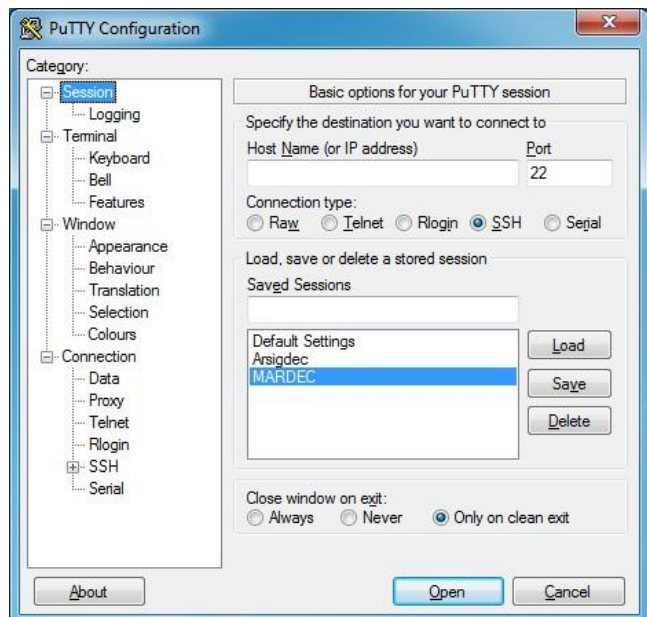 PuTTY Configuration
Category:
Session
Logging
Terminal
Keyboard
Bell
Features
Window
Appearance
Behaviour
Translation
Selection
Colours
Connection
Data
Proxy
Telnet
Rlogin
SSH
Serial
Basic options for your PuTTY session
Specify the destination you want to connect to
Host Name (or IP address) Port
22
Connection type:
Raw Telnet Rlogin SSH Serial
Load, save or delete a stored session
Saved Sessions
Default Settings
Arsigdec
MARDEC
Load
Save
Delete
Close window on exit:
Always Never Only on clean exit
About Open Cancel